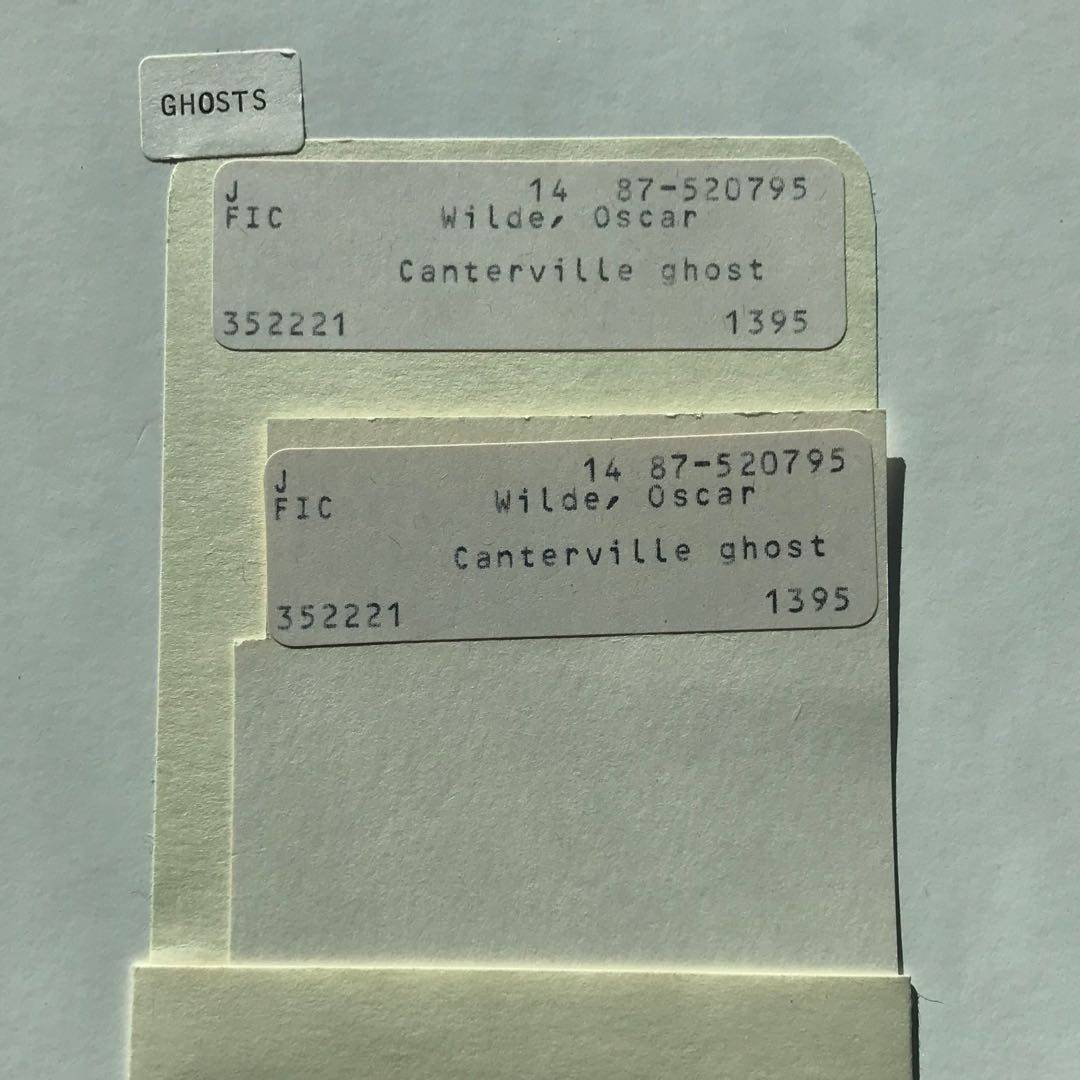 GHOSTS
J 14 87-520795
FIC Wilde, Oscar
Canterville ghost
352221 1395
J 14 87-520795
FIC Wilde, Oscar
Canterville ghost
352221 1395